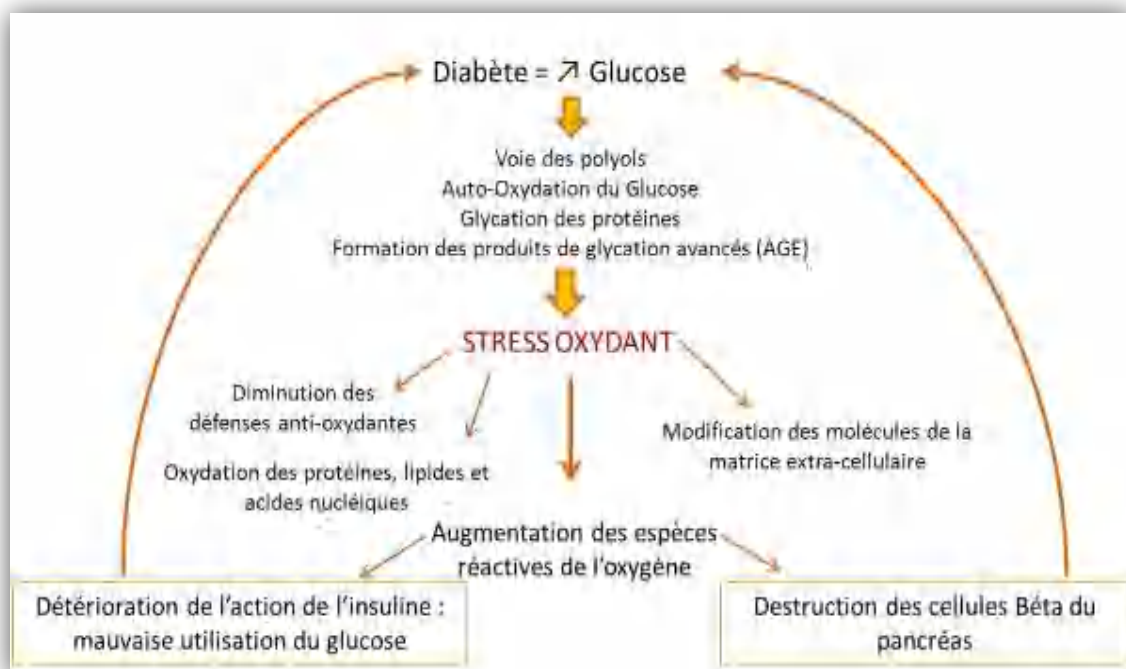 Diabète = ↗ Glucose
Voie des polyols
Auto-Oxydation du Glucose
Glycation des protéines
Formation des produits de glycation avancés (AGE)
STRESS OXYDANT
Diminution des
défenses anti-oxydantes
Oxydation des protéines, lipides et
acides nucléiques
Modification des molécules de la
matrice extra-cellulaire
Augmentation des espèces
réactives de l'oxygène
Détérioration de l'action de l'insuline :
mauvaise utilisation du glucose
Destruction des cellules Béta du
pancréas